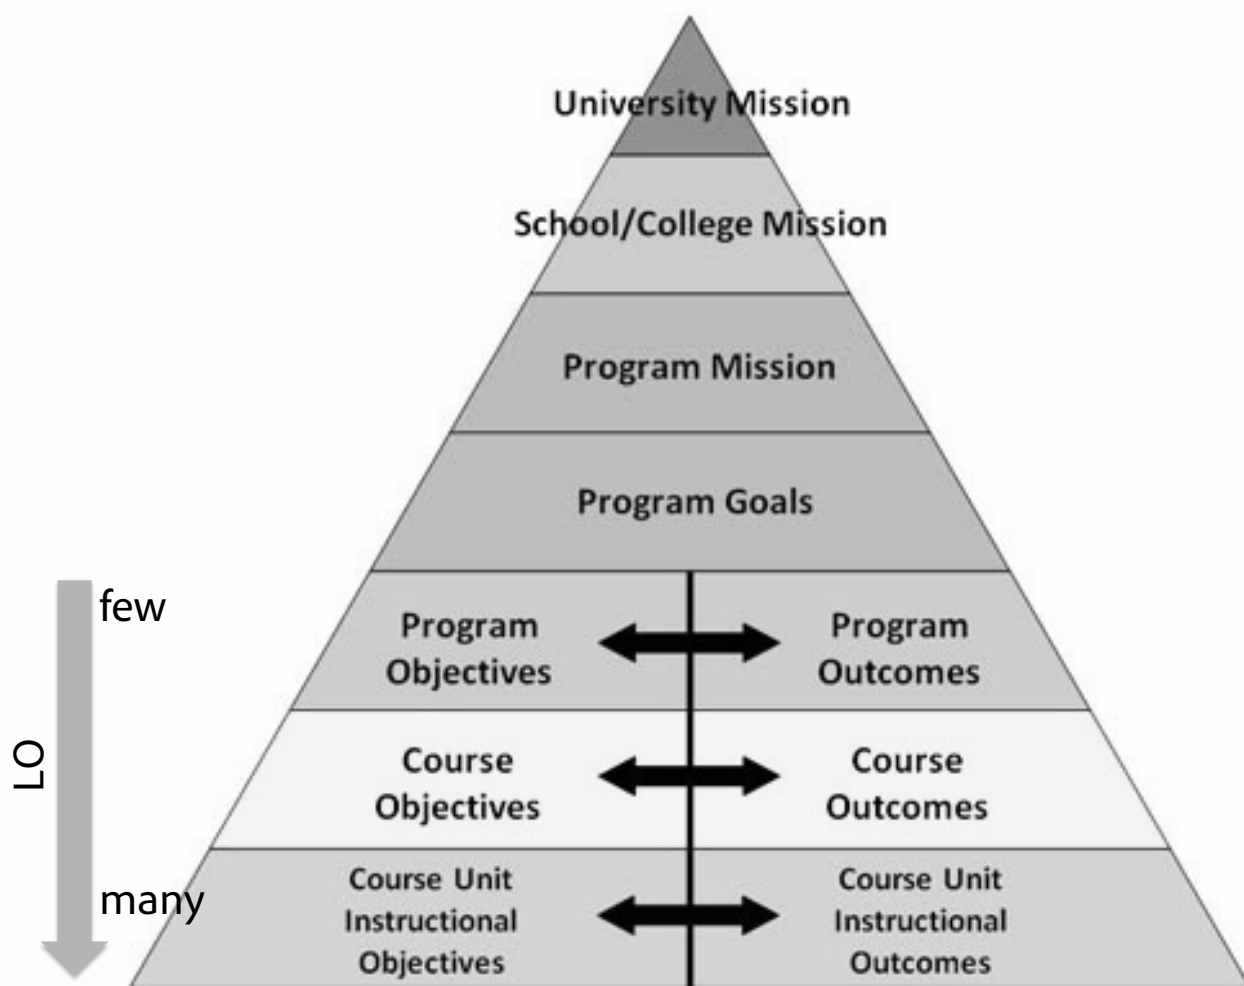 University Mission
School/College Mission
Program Mission
Program Goals
few
Program
Objectives
Program
Outcomes
LO
Course
Objectives
Course
Outcomes
many
Course Unit
Instructional
Objectives
Course Unit
Instructional
Outcomes